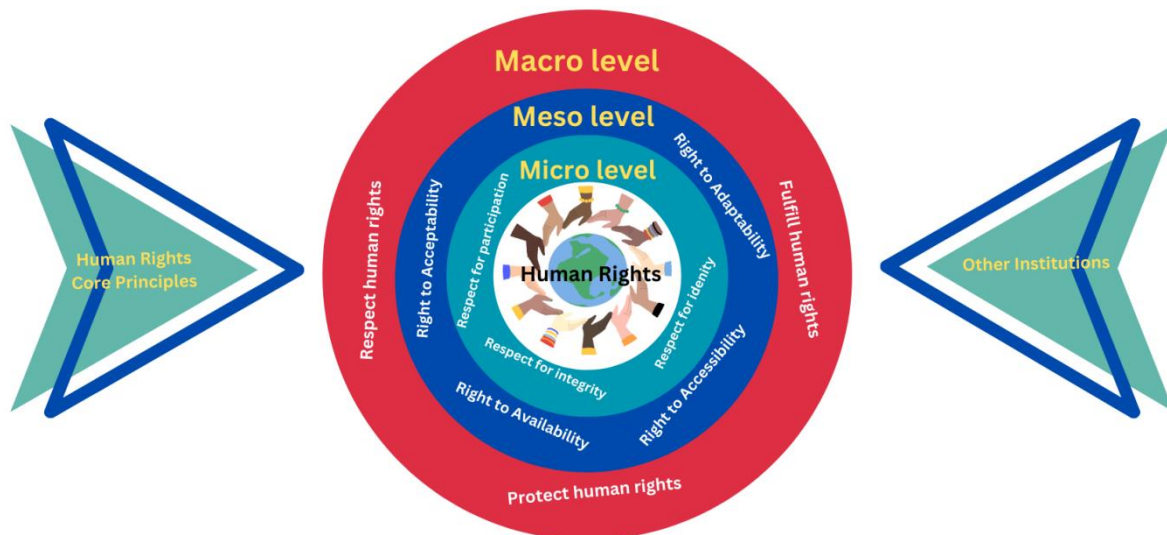 Macro level
Meso level
Micro level
Respect human rights
Right to Acceptability
Respect for participation
Right to Adaptability
Fulfill human rights
Human Rights
Core Principles
Human Rights
Other Institutions
Respect for idenity
Respect for integrity
Right to Availability
Right to Accessibility
Protect human rights